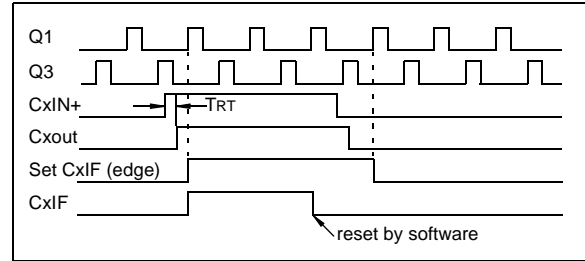 Q1
Q3
CxIN+
TRT
Cxout
Set CxIF (edge)
CxIF
reset by software